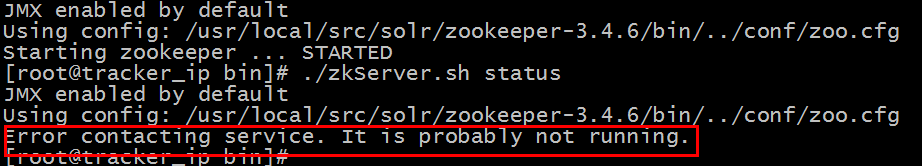 JMX enabled by default
Using config: /usr/local/src/solr/zookeeper-3.4.6/bin/../conf/zoo.cfg
Starting zookeeper ... STARTED
[root@tracker_ip bin]# ./zkServer.sh status
JMX enabled by default
Using config: /usr/local/src/solr/zookeeper-3.4.6/bin/../conf/zoo.cfg
Error contacting service. It is probably not running.
[root@tracker_ip bin]#